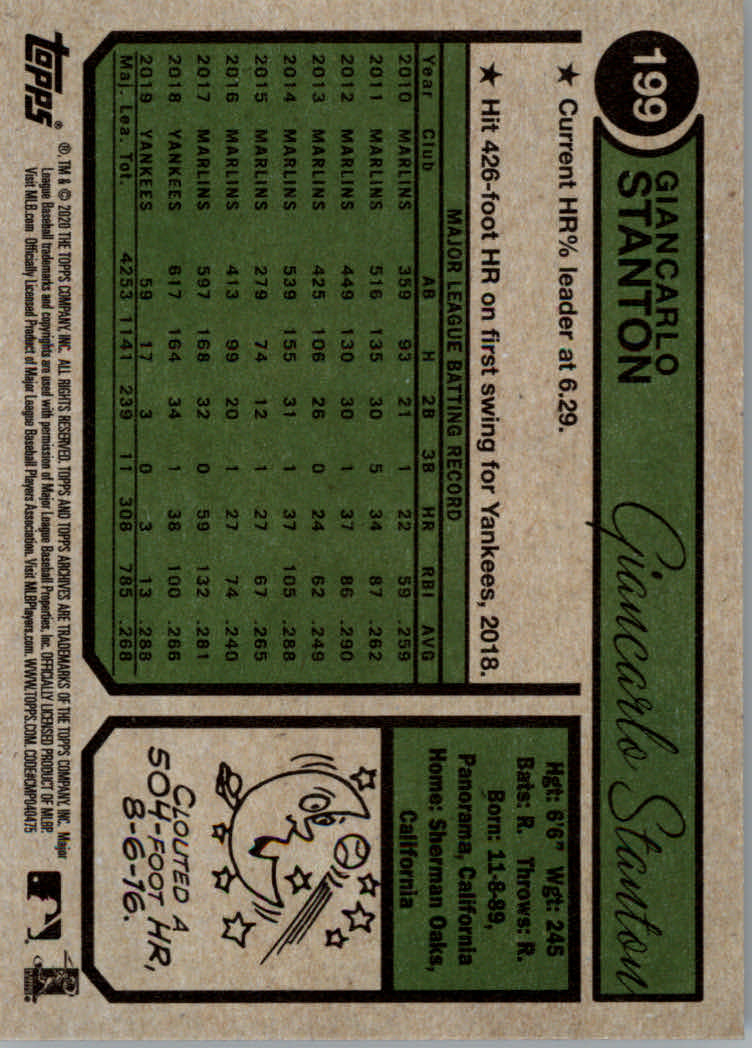 199
GIANCARLO
STANTON
Giancarlo Stanton
★ Current HR% leader at 6.29.
★ Hit 426-foot HR on first swing for Yankees, 2018.
MAJOR LEAGUE BATTING RECORD
Year Club AB H 2B 3B HR RBI AVG
2010 MARLINS 359 93 21 1 22 59 .259
2011 MARLINS 516 135 30 5 34 87 .262
2012 MARLINS 449 130 30 1 37 86 .290
2013 MARLINS 425 106 26 0 24 62 .249
2014 MARLINS 539 155 31 1 37 105 .288
2015 MARLINS 279 74 12 1 27 67 .265
2016 MARLINS 413 99 20 1 27 74 .240
2017 MARLINS 597 168 32 0 59 132 .281
2018 YANKEES 617 164 34 1 38 100 .266
2019 YANKEES 59 17 3 0 3 13 .288
Maj. Lea. Tot. 4253 1141 239 11 308 785 .268
Hgt: 6'6" Wgt: 245
Bats: R. Throws: R.
Born: 11-8-89,
Panorama, California
Home: Sherman Oaks,
California
CLOUTED A
504-FOOT HR,
8-6-16.
topps®
®, TM & © 2020 THE TOPPS COMPANY, INC. ALL RIGHTS RESERVED. TOPPS AND TOPPS ARCHIVES ARE TRADEMARKS OF THE TOPPS COMPANY, INC. Major
League Baseball trademarks and copyrights are used with permission of Major League Baseball Properties, Inc. OFFICIALLY LICENSED PRODUCT OF MLBP.
Visit MLB.com Officially Licensed Product of Major League Baseball Players Association. Visit MLBPlayers.com. WWW.TOPPS.COM. CODE#CMP040475